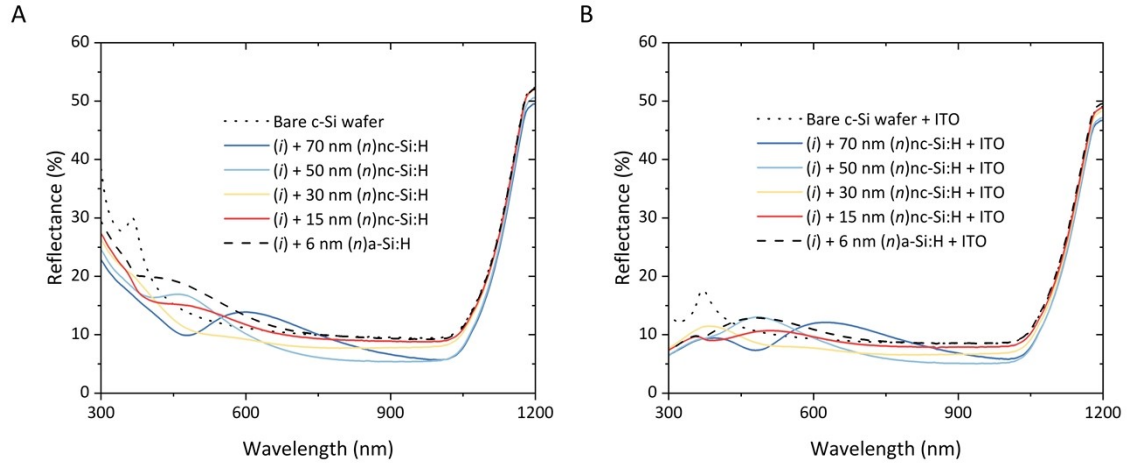 A
60
50
40
30
20
10
0
Reflectance (%)
Bare c-Si wafer
(i) + 70 nm (n)nc-Si:H
(i) + 50 nm (n)nc-Si:H
(i) + 30 nm (n)nc-Si:H
(i) + 15 nm (n)nc-Si:H
(i) + 6 nm (n)a-Si:H
300 600 900 1200
Wavelength (nm)
B
60
50
40
30
20
10
0
Reflectance (%)
Bare c-Si wafer + ITO
(i) + 70 nm (n)nc-Si:H + ITO
(i) + 50 nm (n)nc-Si:H + ITO
(i) + 30 nm (n)nc-Si:H + ITO
(i) + 15 nm (n)nc-Si:H + ITO
(i) + 6 nm (n)a-Si:H + ITO
300 600 900 1200
Wavelength (nm)